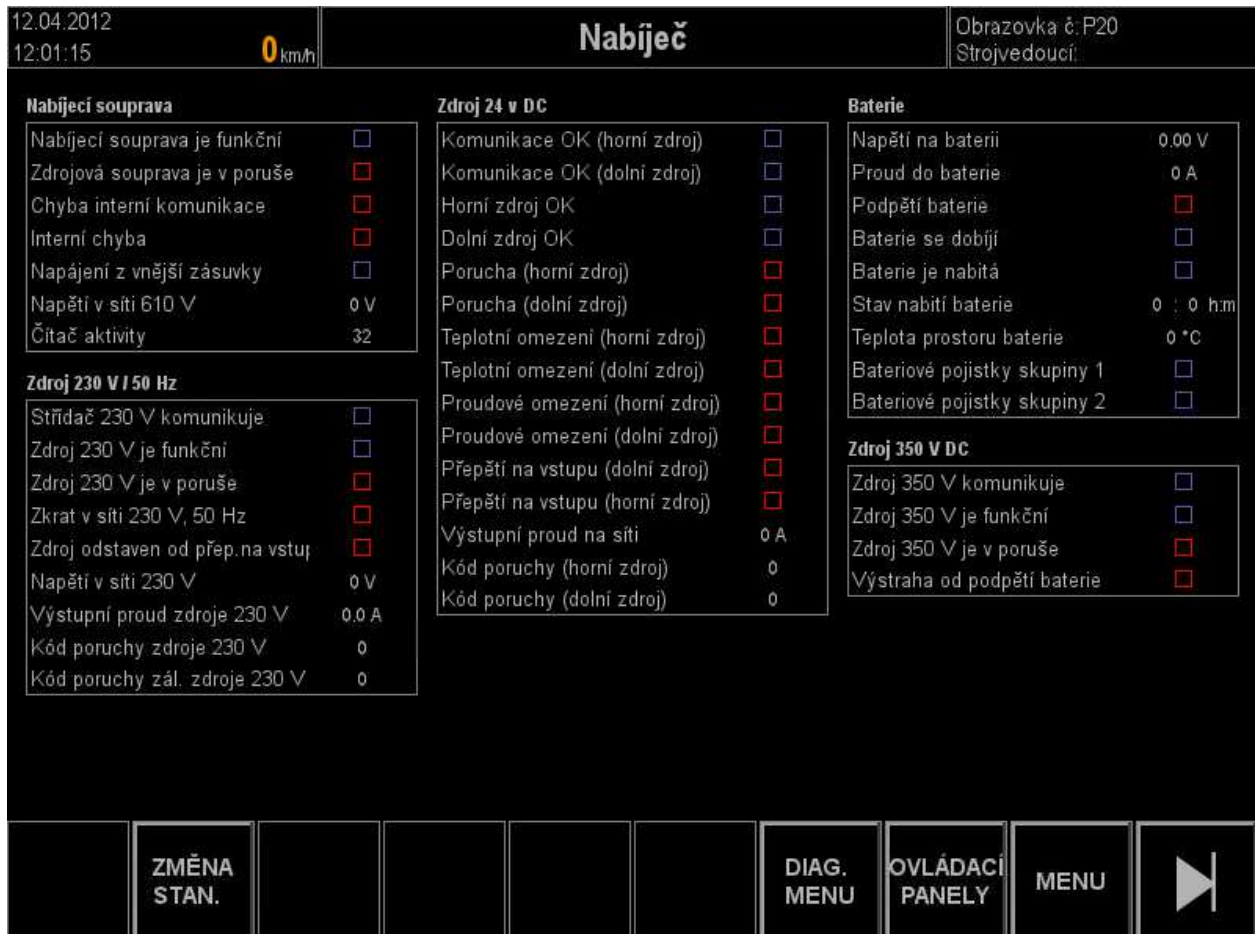 12.04.2012
12:01:15
0 km/h
Nabíječ
Obrazovka č:P20
Strojvedoucí:
Nabíjecí souprava
Nabíjecí souprava je funkční
Zdrojová souprava je v poruše
Chyba interní komunikace
Interní chyba
Napájení z vnější zásuvky
Napětí v síti 610 V 0 V
Čítač aktivity 32
Zdroj 230 V / 50 Hz
Střídač 230 V komunikuje
Zdroj 230 V je funkční
Zdroj 230 V je v poruše
Zkrat v síti 230 V, 50 Hz
Zdroj odstaven od přep.na vstup
Napětí v síti 230 V 0 V
Výstupní proud zdroje 230 V 0.0 A
Kód poruchy zdroje 230 V 0
Kód poruchy zál. zdroje 230 V 0
Zdroj 24 v DC
Komunikace OK (horní zdroj)
Komunikace OK (dolní zdroj)
Horní zdroj OK
Dolní zdroj OK
Porucha (horní zdroj)
Porucha (dolní zdroj)
Teplotní omezení (horní zdroj)
Teplotní omezení (dolní zdroj)
Proudové omezení (horní zdroj)
Proudové omezení (dolní zdroj)
Přepětí na vstupu (dolní zdroj)
Přepětí na vstupu (horní zdroj)
Výstupní proud na síti 0 A
Kód poruchy (horní zdroj) 0
Kód poruchy (dolní zdroj) 0
Baterie
Napětí na baterii 0.00 V
Proud do baterie 0 A
Podpětí baterie
Baterie se dobíjí
Baterie je nabitá
Stav nabití baterie 0 : 0 h:m
Teplota prostoru baterie 0 °C
Bateriové pojistky skupiny 1
Bateriové pojistky skupiny 2
Zdroj 350 V DC
Zdroj 350 V komunikuje
Zdroj 350 V je funkční
Zdroj 350 V je v poruše
Výstraha od podpětí baterie
ZMĚNA
STAN.
DIAG.
MENU
OVLÁDACÍ
PANELY
MENU